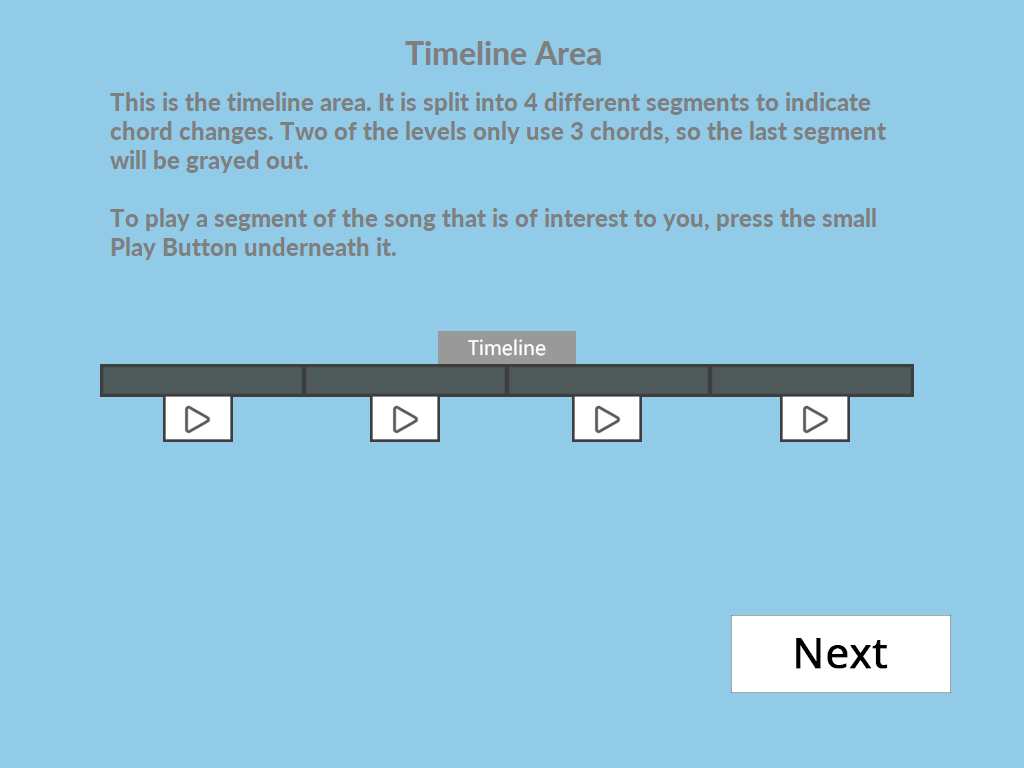 Timeline Area
This is the timeline area. It is split into 4 different segments to indicate
chord changes. Two of the levels only use 3 chords, so the last segment
will be grayed out.
To play a segment of the song that is of interest to you, press the small
Play Button underneath it.
Timeline
Next